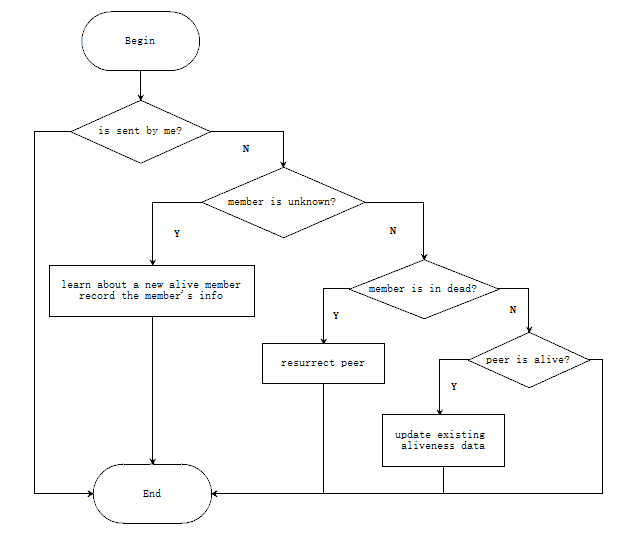 Begin
is sent by me?
N
member is unknown?
Y
N
learn about a new alive member
record the member's info
member is in dead?
Y
N
resurrect peer
peer is alive?
Y
update existing
aliveness data
End